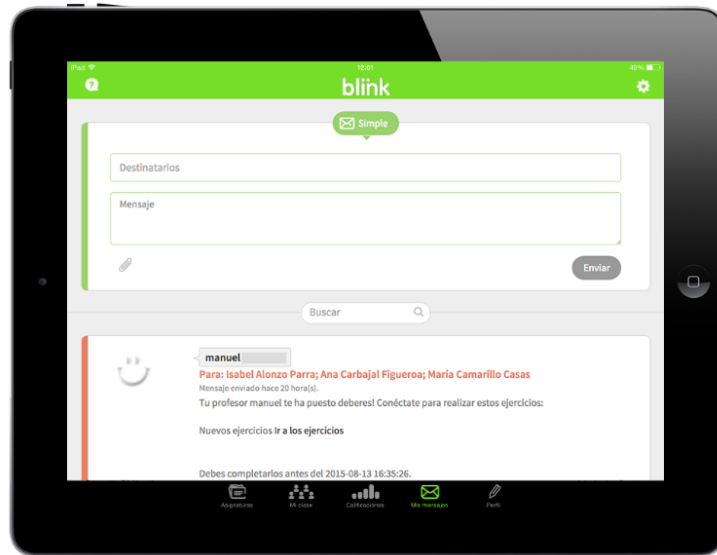 iPad 12:01 46%
blink
Simple
Destinatarios
Mensaje
Enviar
Buscar
manuel
Para: Isabel Alonzo Parra; Ana Carbajal Figueroa; María Camarillo Casas
Mensaje enviado hace 20 hora(s).
Tu profesor manuel te ha puesto deberes! Conéctate para realizar estos ejercicios:
Nuevos ejercicios Ir a los ejercicios
Debes completarlos antes del 2015-08-13 16:35:26.
Asignaturas Mi clase Calificaciones Mis mensajes Perfil